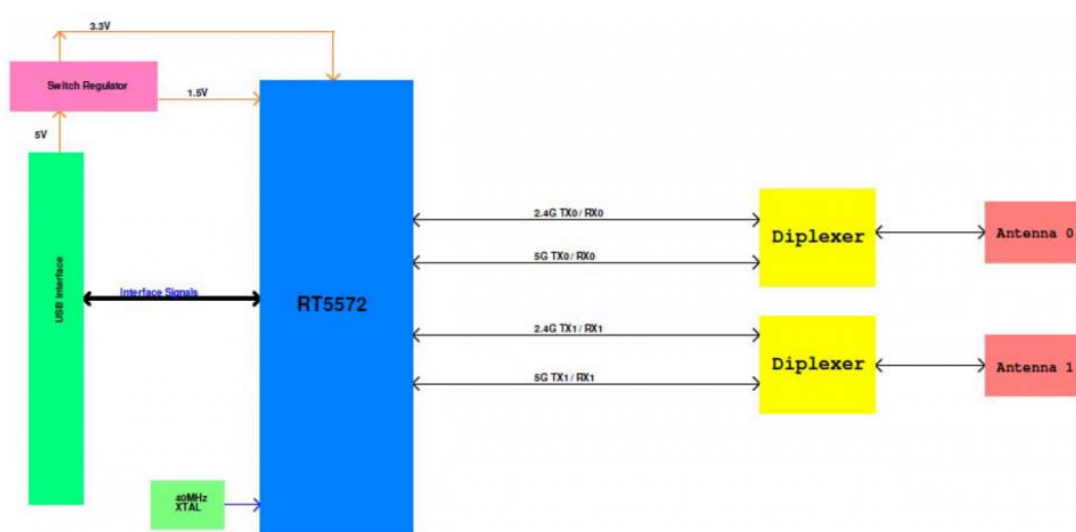 3.3V
Switch Regulator
1.5V
5V
2.4G TX0 / RX0
Diplexer
Antenna 0
5G TX0 / RX0
USB Interface
Interface Signals
RT5572
2.4G TX1 / RX1
Diplexer
Antenna 1
5G TX1 / RX1
40MHz
XTAL